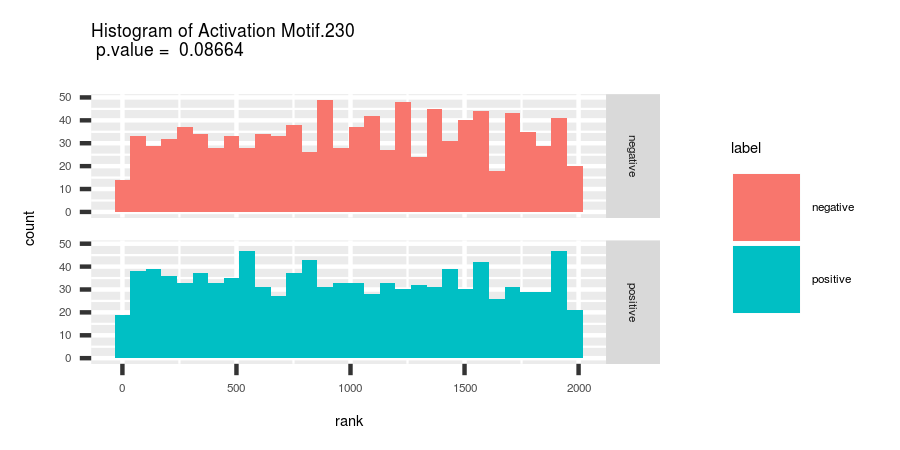 Histogram of Activation Motif.230
p.value = 0.08664
count
50
40
30
20
10
0
negative
50
40
30
20
10
0
positive
0 500 1000 1500 2000
rank
label
negative
positive